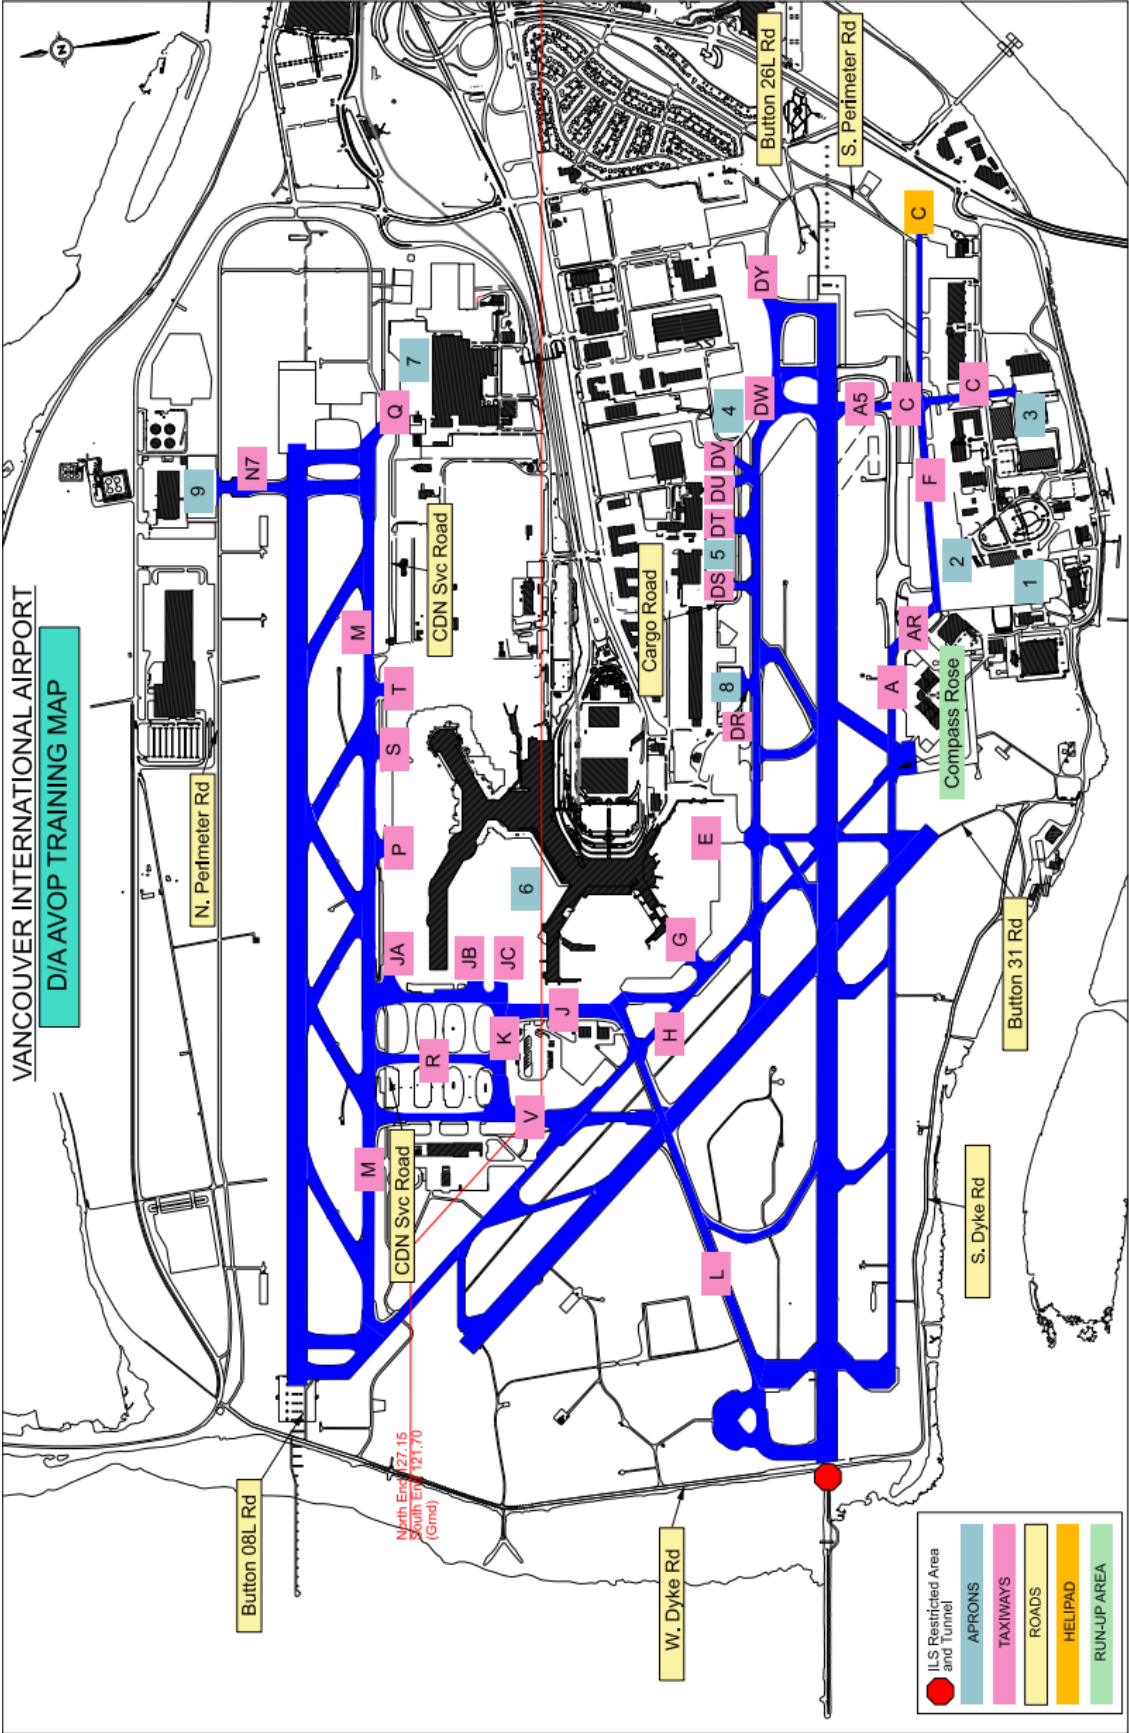 VANCOUVER INTERNATIONAL AIRPORT
D/A AVOP TRAINING MAP
N
Button 08L Rd
N. Perimeter Rd
9
N7
M
CDN Svc Road
M
R
JA
P
S
T
Q
7
CDN Svc Road
North End 127.15
South End 121.70
(Grnd)
V
K
JB
JC
J
6
H
G
E
L
Cargo Road
DR
8
DS
5
DT
DU
DV
4
DW
DY
Button 26L Rd
S. Perimeter Rd
W. Dyke Rd
A
AR
F
A5
C
C
C
Compass Rose
2
1
3
S. Dyke Rd
Button 31 Rd
ILS Restricted Area
and Tunnel
APRONS
TAXIWAYS
ROADS
HELIPAD
RUN-UP AREA